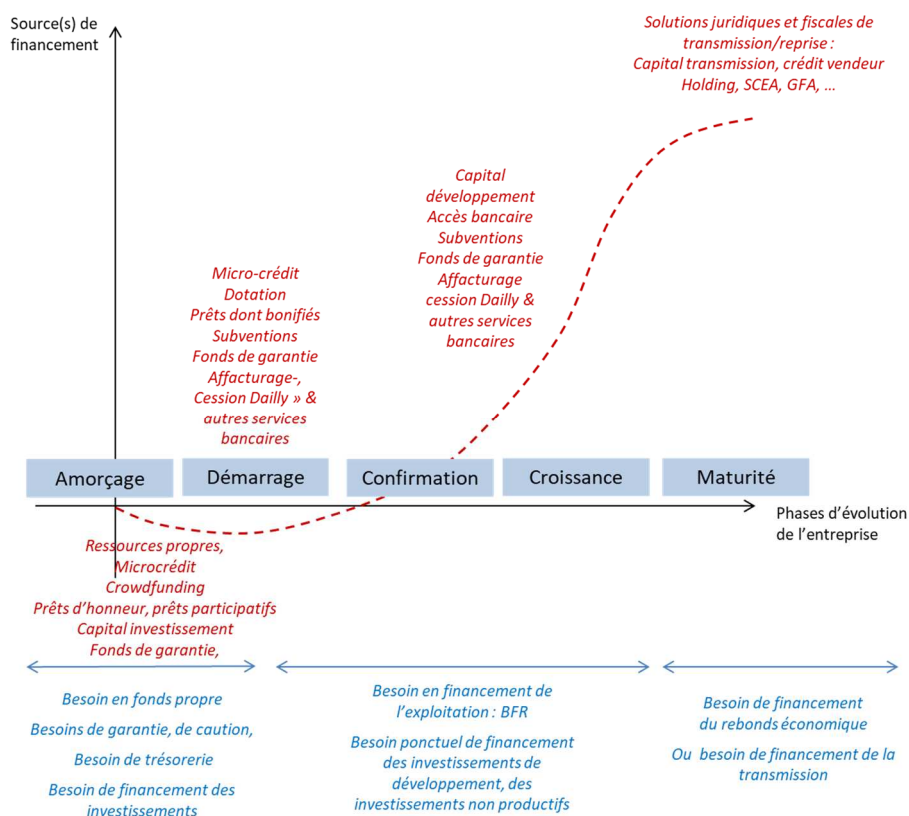 Source(s) de
financement
Solutions juridiques et fiscales de
transmission/reprise :
Capital transmission, crédit vendeur
Holding, SCEA, GFA, ...
Capital
développement
Accès bancaire
Subventions
Fonds de garantie
Affacturage
cession Dailly &
autres services
bancaires
Micro-crédit
Dotation
Prêts dont bonifiés
Subventions
Fonds de garantie
Affacturage-,
Cession Dailly » &
autres services
bancaires
Amorçage
Démarrage
Confirmation
Croissance
Maturité
Phases d’évolution
de l’entreprise
Ressources propres,
Microcrédit
Crowdfunding
Prêts d’honneur, prêts participatifs
Capital investissement
Fonds de garantie,
Besoin en fonds propre
Besoins de garantie, de caution,
Besoin de trésorerie
Besoin de financement des
investissements
Besoin en financement de
l’exploitation : BFR
Besoin ponctuel de financement
des investissements de
développement, des
investissements non productifs
Besoin de financement
du rebonds économique
Ou besoin de financement de la
transmission